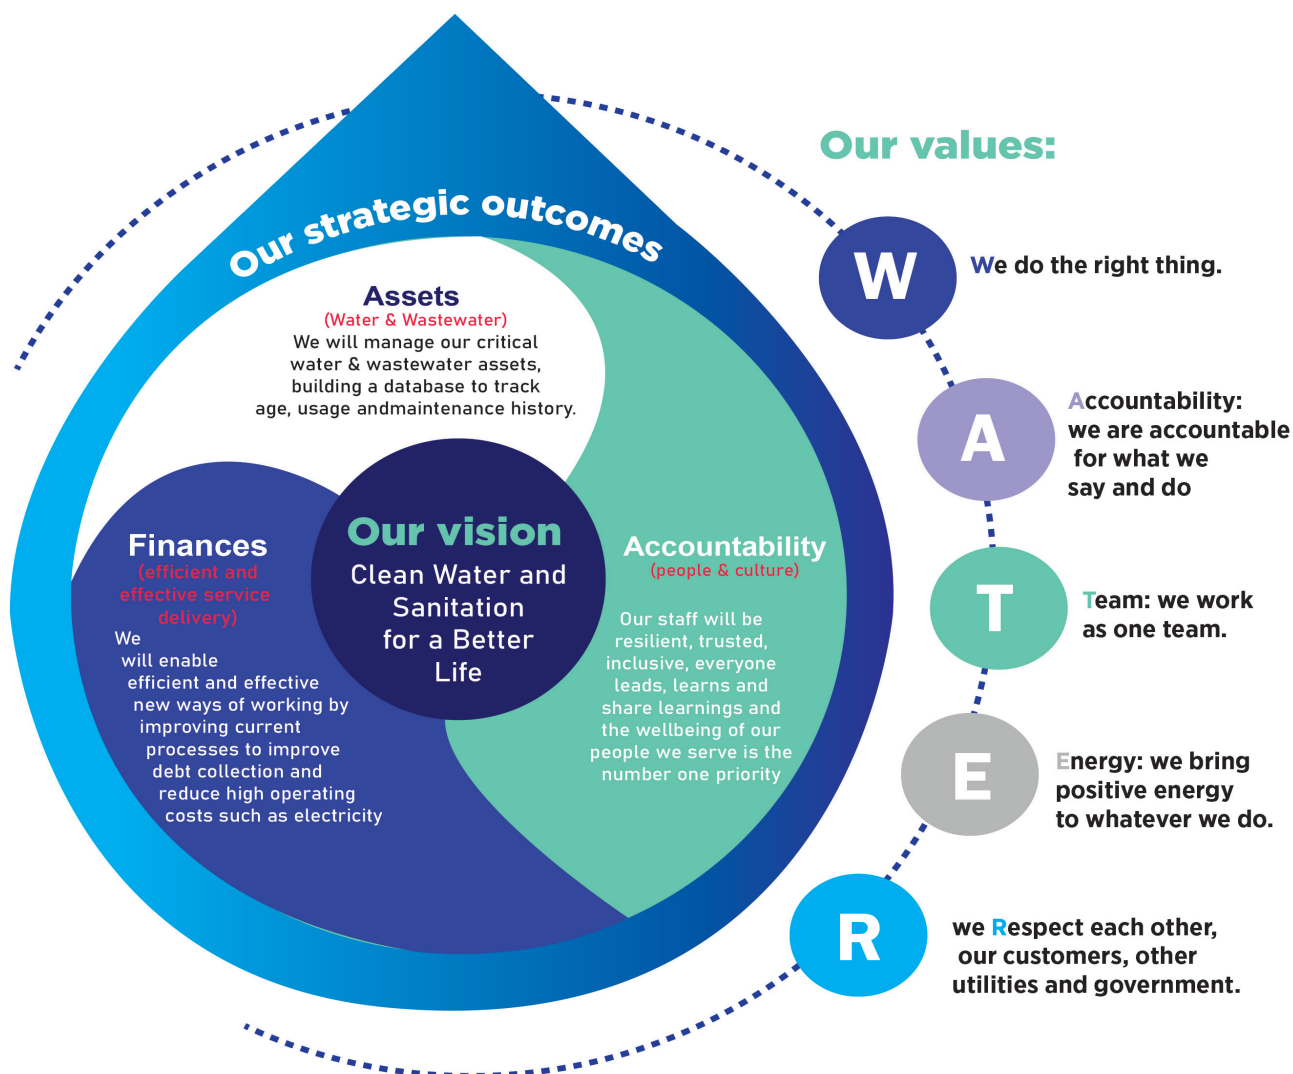 Our strategic outcomes
Assets
(Water & Wastewater)
We will manage our critical
water & wastewater assets,
building a database to track
age, usage andmaintenance history.
Our vision
Clean Water and
Sanitation
for a Better
Life
Finances
(efficient and
effective service
delivery)
We
will enable
efficient and effective
new ways of working by
improving current
processes to improve
debt collection and
reduce high operating
costs such as electricity
Accountability
(people & culture)
Our staff will be
resilient, trusted,
inclusive, everyone
leads, learns and
share learnings and
the wellbeing of our
people we serve is the
number one priority
Our values:
W
We do the right thing.
A
Accountability:
we are accountable
for what we
say and do
T
Team: we work
as one team.
E
Energy: we bring
positive energy
to whatever we do.
R
we Respect each other,
our customers, other
utilities and government.